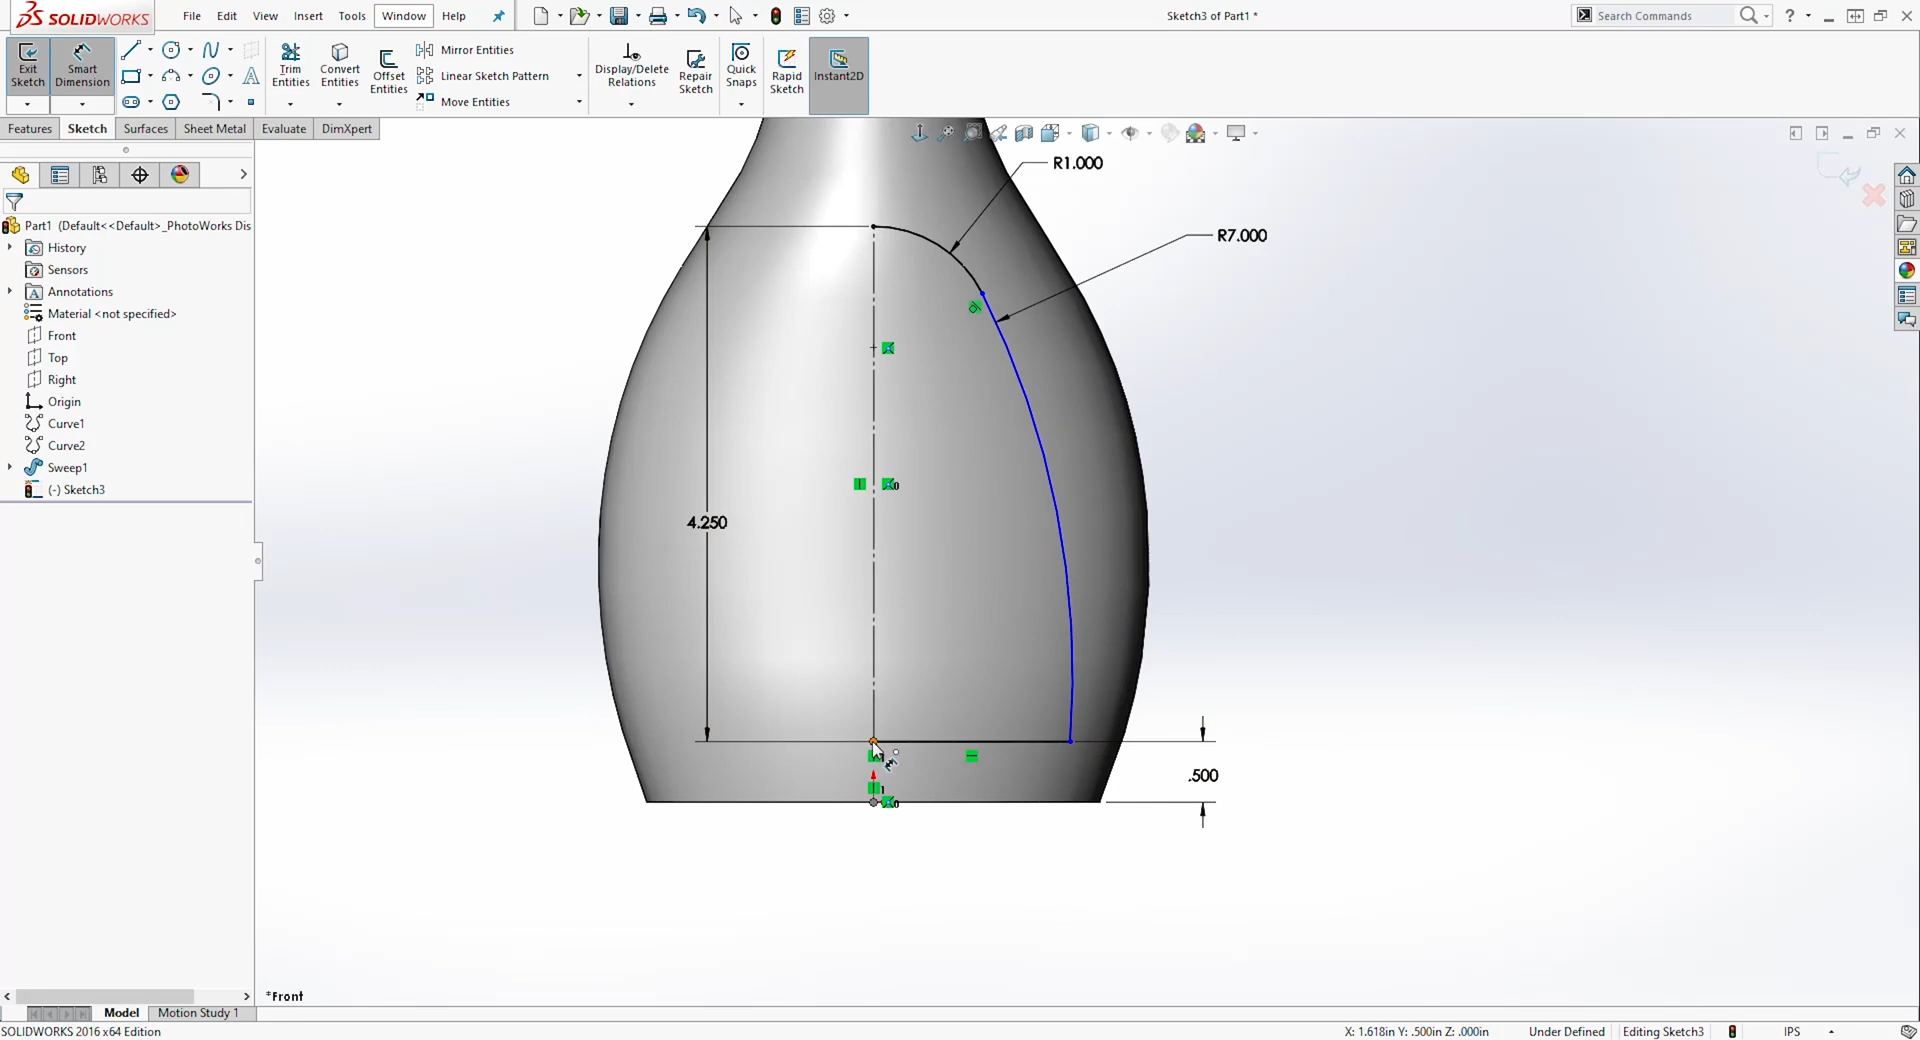 SOLIDWORKS
File Edit View Insert Tools Window Help
Sketch3 of Part1 *
Search Commands
?
Exit Sketch
Smart Dimension
Trim Entities
Convert Entities
Offset Entities
Mirror Entities
Linear Sketch Pattern
Move Entities
Display/Delete Relations
Repair Sketch
Quick Snaps
Rapid Sketch
Instant2D
Features Sketch Surfaces Sheet Metal Evaluate DimXpert
Part1 (Default<<Default>_PhotoWorks Dis
History
Sensors
Annotations
Material <not specified>
Front
Top
Right
Origin
Curve1
Curve2
Sweep1
(-) Sketch3
R1.000
R7.000
4.250
.500
*Front
Model Motion Study 1
SOLIDWORKS 2016 x64 Edition
X: 1.618in Y: .500in Z: .000in Under Defined Editing Sketch3 IPS